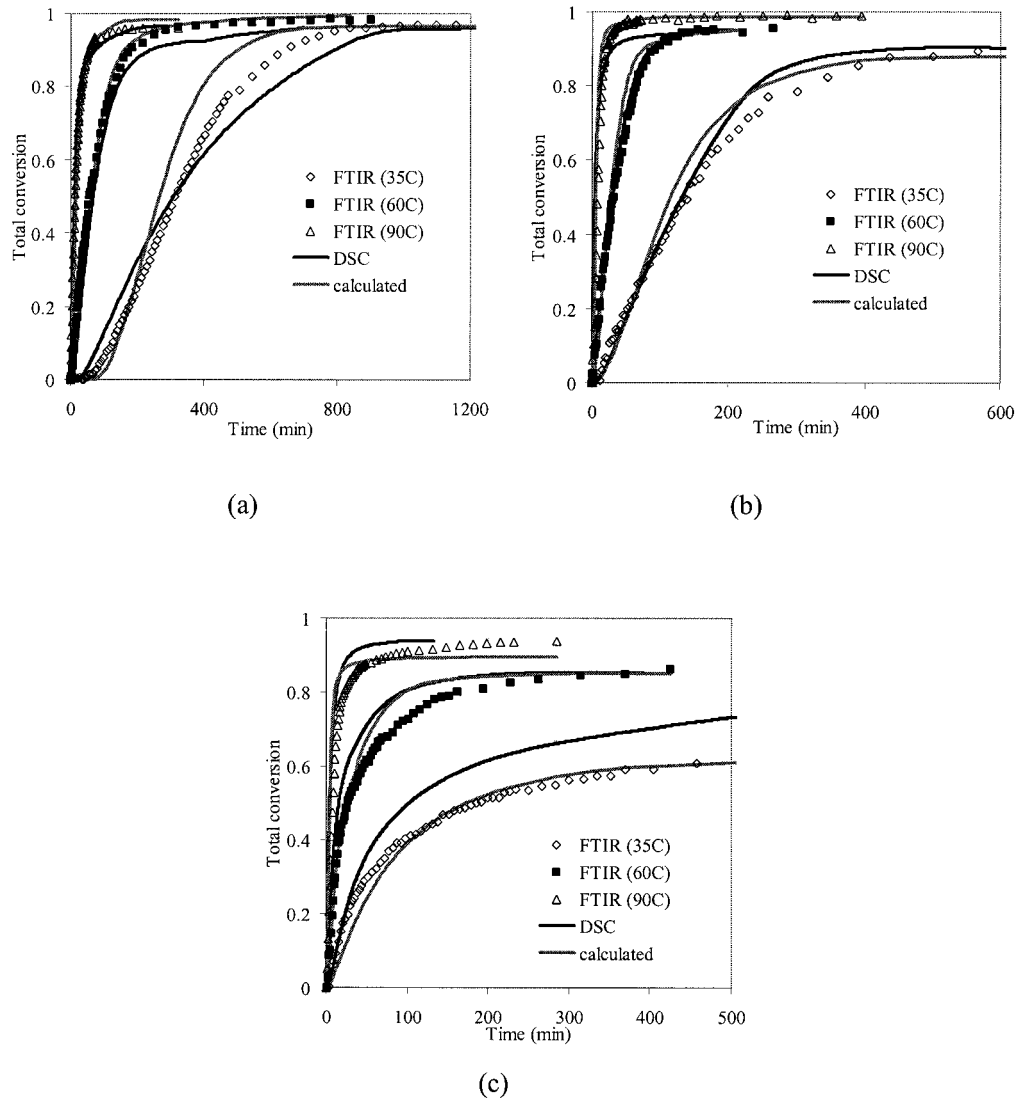 1
0.8
0.6
0.4
0.2
0
Total conversion
FTIR (35C)
FTIR (60C)
FTIR (90C)
DSC
calculated
0 400 800 1200
Time (min)
(a)
1
0.8
0.6
0.4
0.2
0
Total conversion
FTIR (35C)
FTIR (60C)
FTIR (90C)
DSC
calculated
0 200 400 600
Time (min)
(b)
1
0.8
0.6
0.4
0.2
0
Total conversion
FTIR (35C)
FTIR (60C)
FTIR (90C)
DSC
calculated
0 100 200 300 400 500
Time (min)
(c)